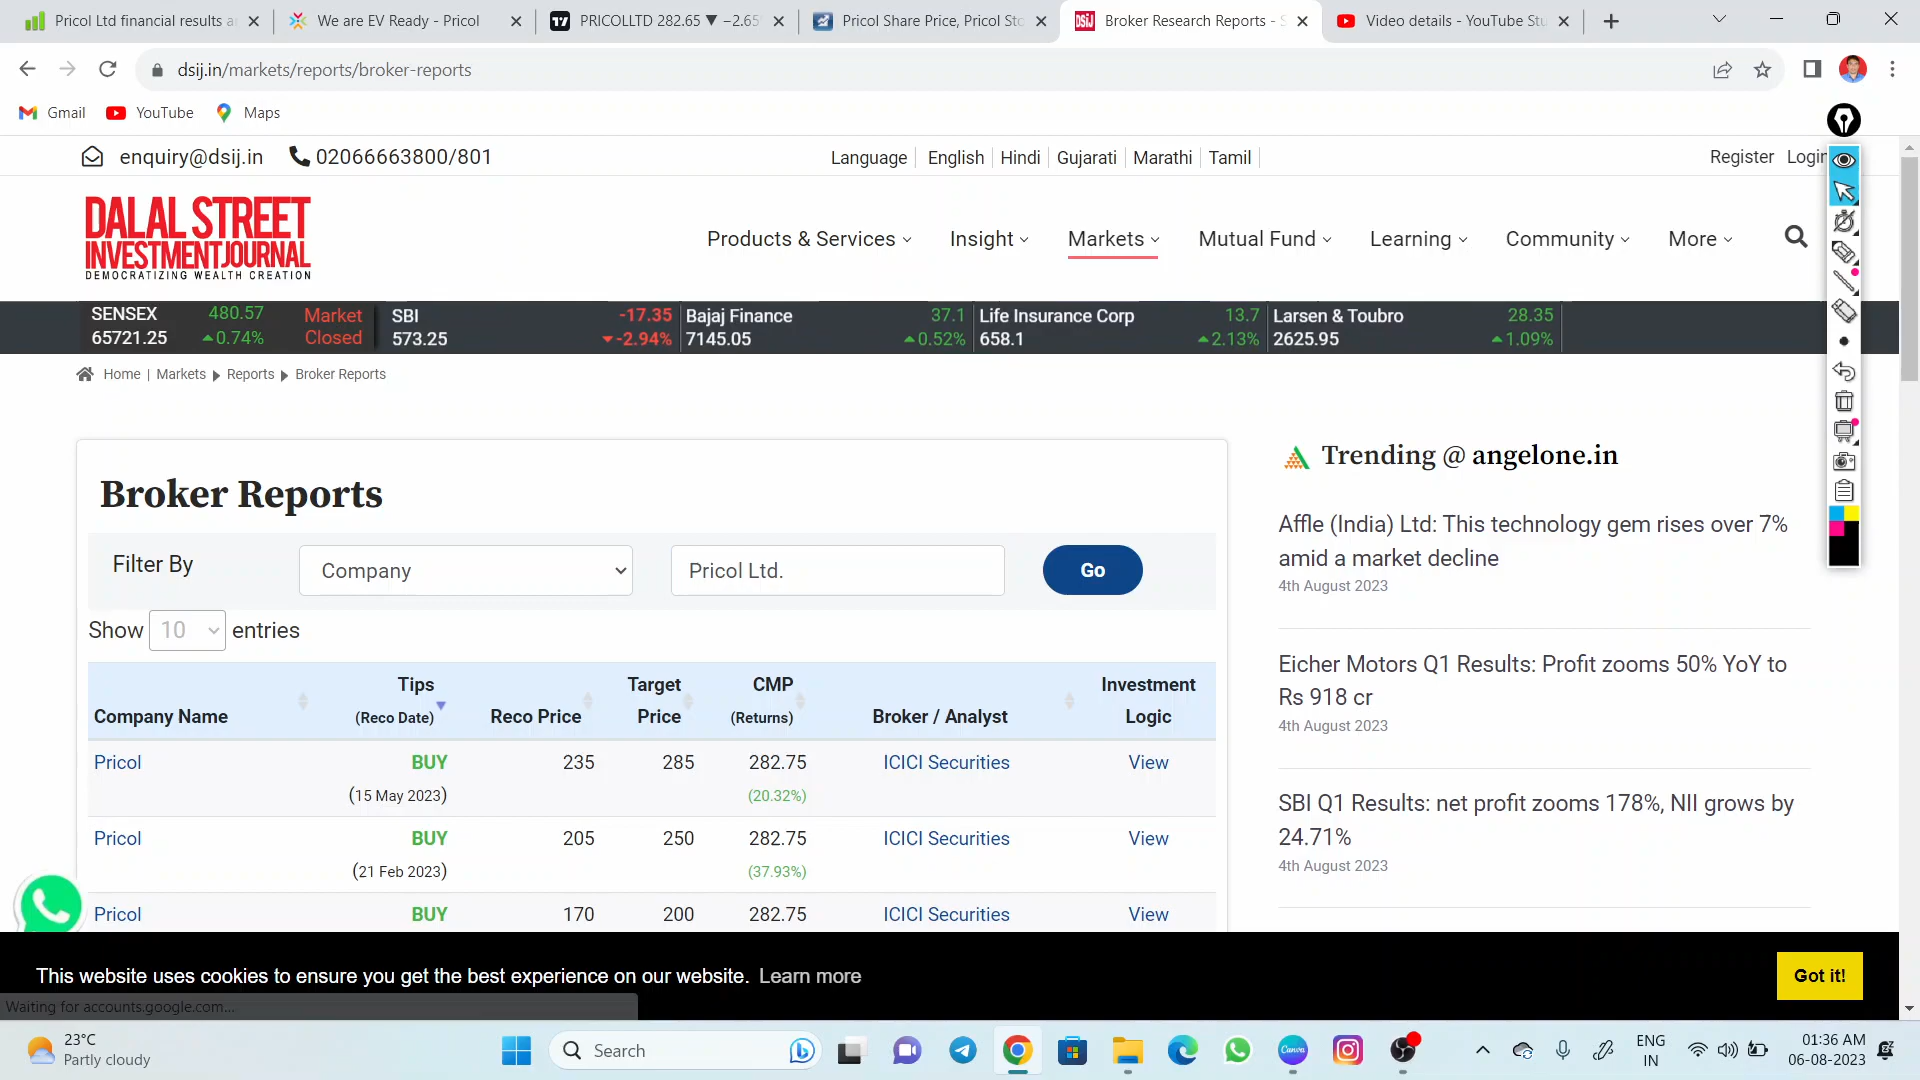 Pricol Ltd financial results a
We are EV Ready - Pricol
PRICOLLTD 282.65 ▼ −2.65
Pricol Share Price, Pricol Sto
Broker Research Reports - S
Video details - YouTube Stu
dsij.in/markets/reports/broker-reports
Gmail YouTube Maps
enquiry@dsij.in 02066663800/801
Language English Hindi Gujarati Marathi Tamil
Register Login
DALAL STREET
INVESTMENT JOURNAL
DEMOCRATIZING WEALTH CREATION
Products & Services Insight Markets Mutual Fund Learning Community More
SENSEX 480.57 Market SBI -17.35 Bajaj Finance 37.1 Life Insurance Corp 13.7 Larsen & Toubro 28.35
65721.25 0.74% Closed 573.25 -2.94% 7145.05 0.52% 658.1 2.13% 2625.95 1.09%
Home | Markets Reports Broker Reports
Broker Reports
Filter By Company Pricol Ltd. Go
Show 10 entries
Company Name Tips (Reco Date) Reco Price Target Price CMP (Returns) Broker / Analyst Investment Logic
Pricol BUY 235 285 282.75 ICICI Securities View
(15 May 2023) (20.32%)
Pricol BUY 205 250 282.75 ICICI Securities View
(21 Feb 2023) (37.93%)
Pricol BUY 170 200 282.75 ICICI Securities View
Trending @ angelone.in
Affle (India) Ltd: This technology gem rises over 7%
amid a market decline
4th August 2023
Eicher Motors Q1 Results: Profit zooms 50% YoY to
Rs 918 cr
4th August 2023
SBI Q1 Results: net profit zooms 178%, NII grows by
24.71%
4th August 2023
This website uses cookies to ensure you get the best experience on our website. Learn more
Got it!
Waiting for accounts.google.com...
23°C
Partly cloudy
Search
ENG
IN
01:36 AM
06-08-2023